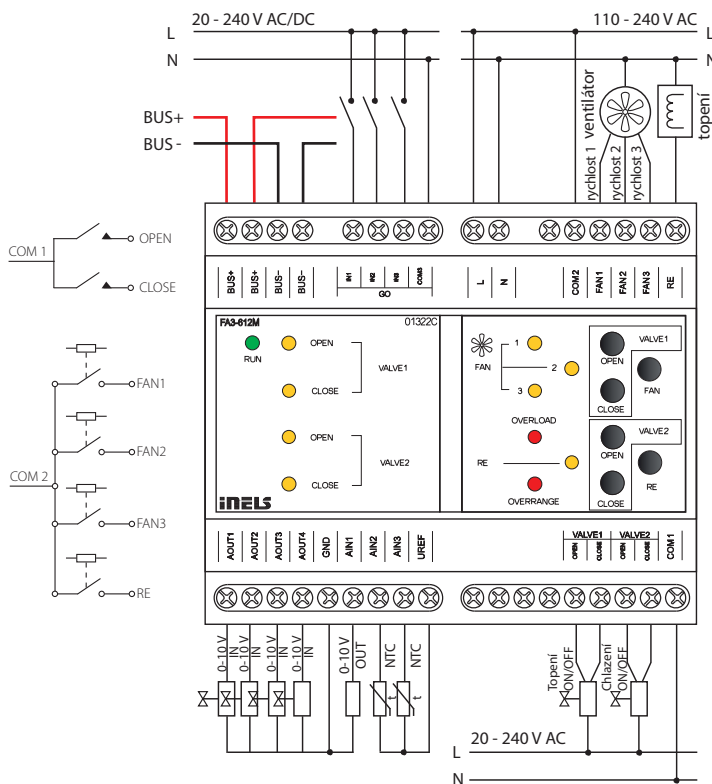 20 - 240 V AC/DC
110 - 240 V AC
L
L
N
N
BUS+
BUS -
rychlost 1
rychlost 2
rychlost 3
ventilátor
topení
COM 1
OPEN
CLOSE
BUS+
BUS+
BUS-
BUS-
IN1
IN2
IN3
COM3
GO
L
N
COM2
FAN1
FAN2
FAN3
RE
FA3-612M
01322C
RUN
OPEN
CLOSE
VALVE1
OPEN
CLOSE
VALVE2
iNELS
FAN
1
2
3
OVERLOAD
RE
OVERRANGE
VALVE1
OPEN
CLOSE
FAN
VALVE2
OPEN
CLOSE
RE
COM 2
FAN1
FAN2
FAN3
RE
AOUT1
AOUT2
AOUT3
AOUT4
GND
AIN1
AIN2
AIN3
UREF
VALVE1
VALVE2
OPEN
CLOSE
OPEN
CLOSE
COM1
0-10 V
IN
0-10 V
IN
0-10 V
IN
0-10 V
IN
0-10 V
OUT
NTC
NTC
t
t
Topení
ON/OFF
Chlazení
ON/OFF
20 - 240 V AC
L
N